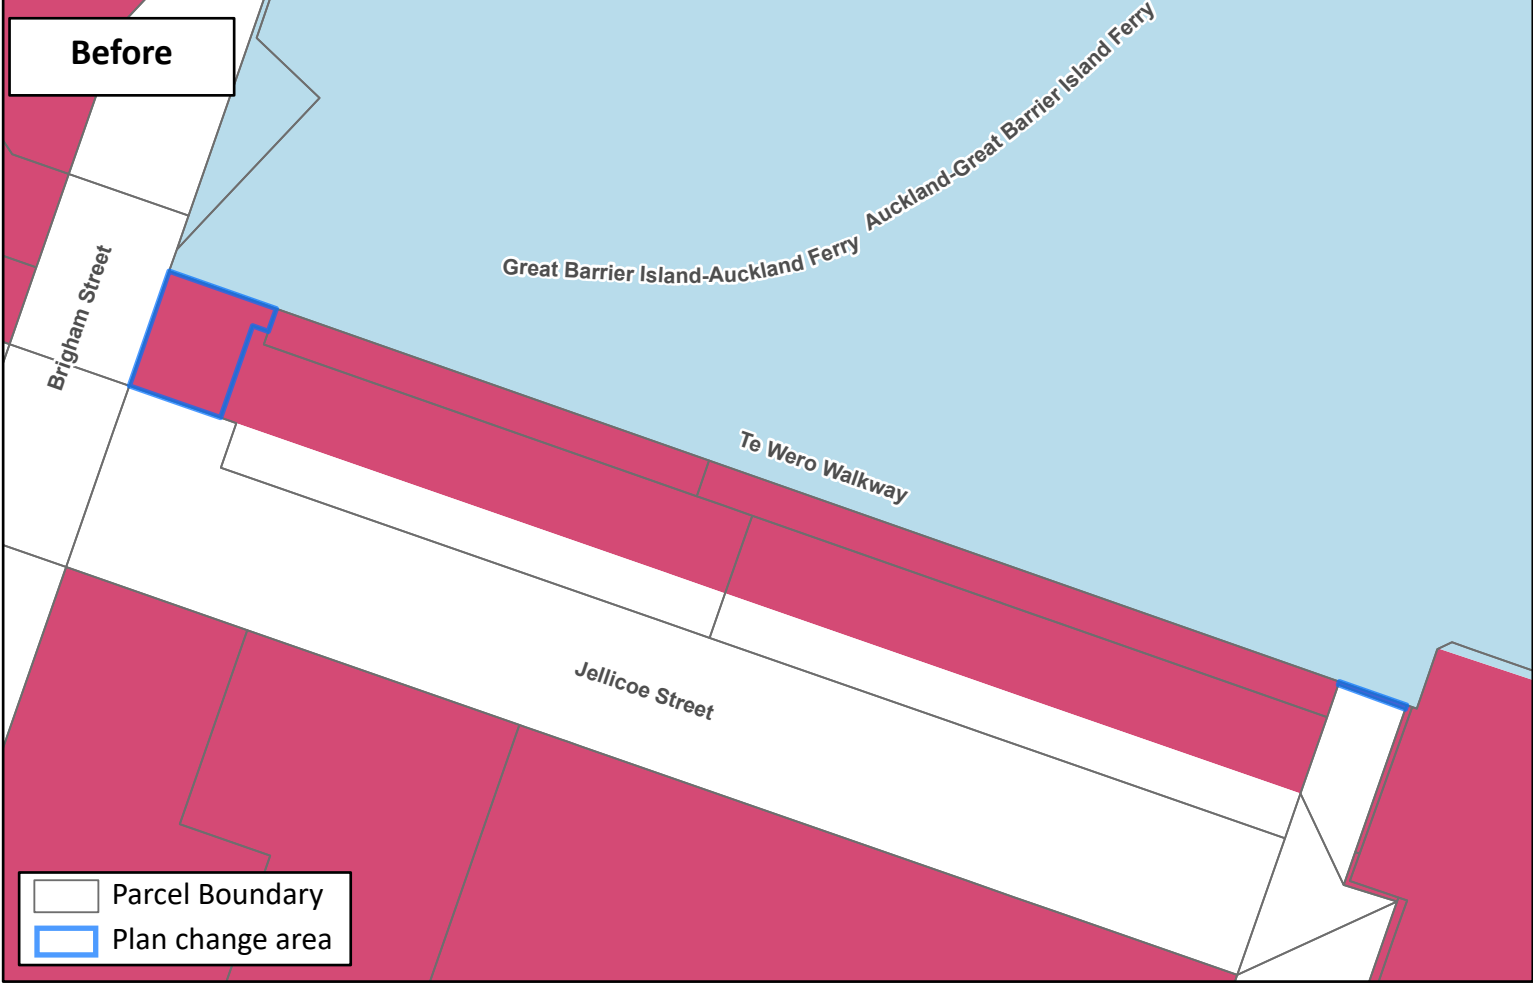 Before
Auckland-Great Barrier Island Ferry
Great Barrier Island-Auckland Ferry
Brigham Street
Te Wero Walkway
Jellicoe Street
Parcel Boundary
Plan change area